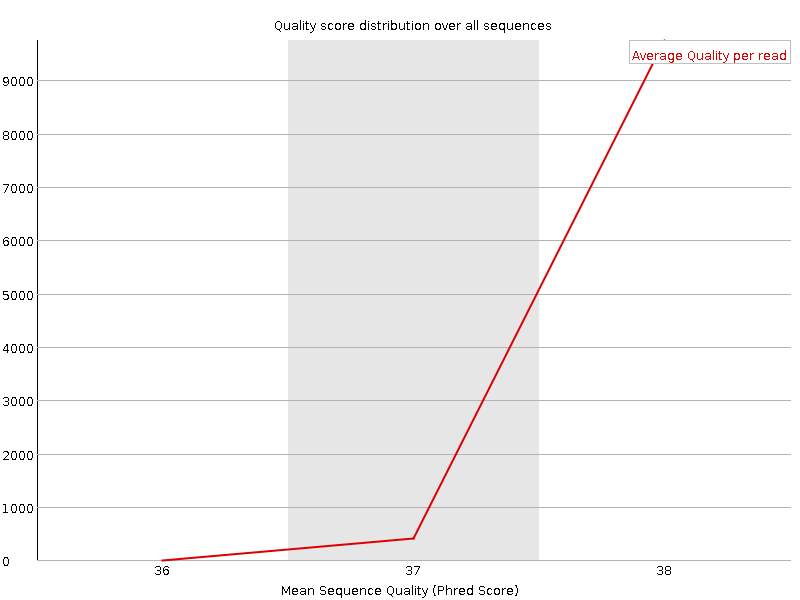 Quality score distribution over all sequences
Average Quality per read
9000
8000
7000
6000
5000
4000
3000
2000
1000
0
36 37 38
Mean Sequence Quality (Phred Score)